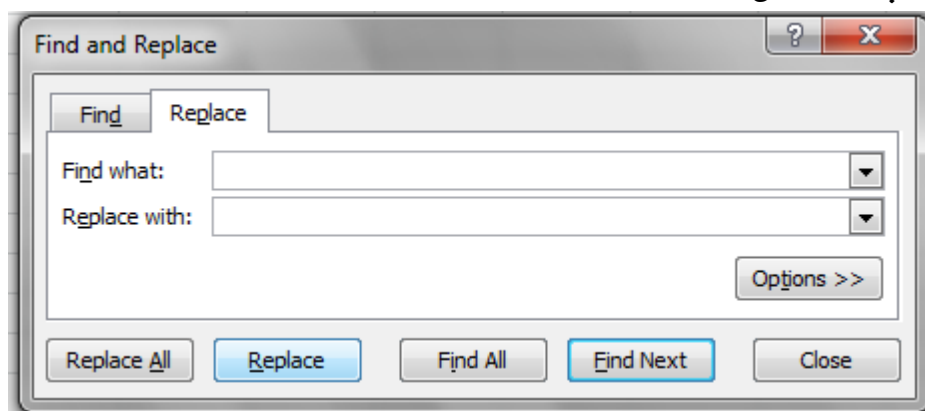 Find and Replace
Find Replace
Find what:
Replace with:
Options >>
Replace All Replace Find All Find Next Close